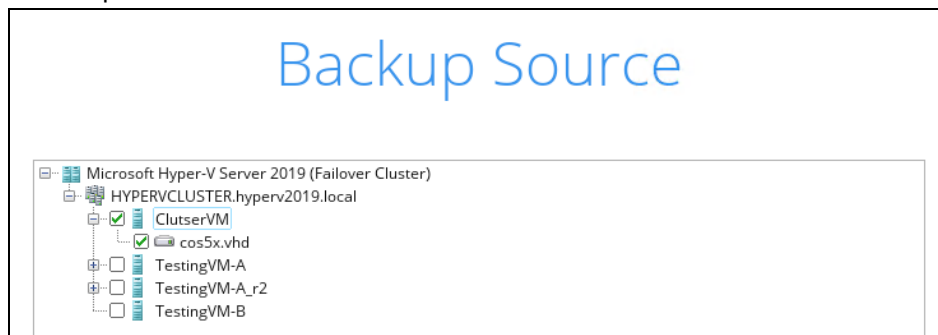 Backup Source
Microsoft Hyper-V Server 2019 (Failover Cluster)
HYPERVCLUSTER.hyperv2019.local
ClutserVM
cos5x.vhd
TestingVM-A
TestingVM-A_r2
TestingVM-B